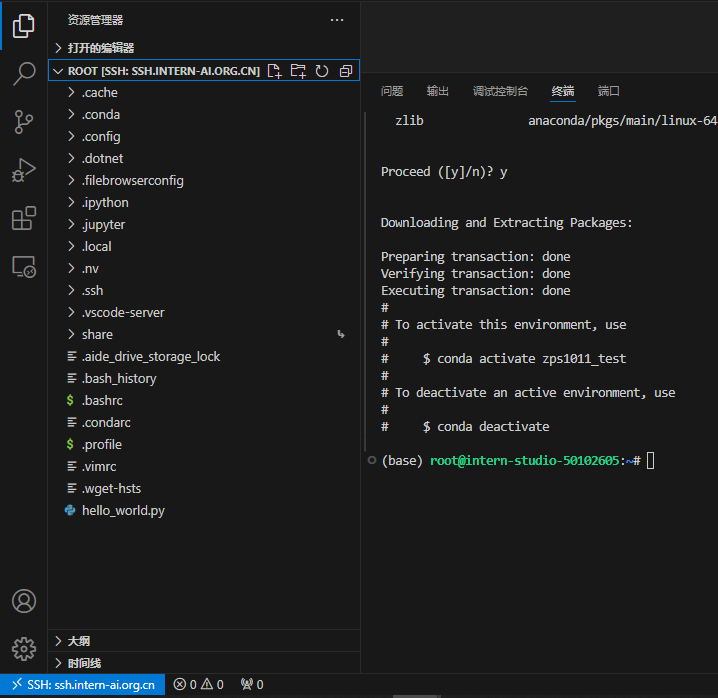 资源管理器
···
打开的编辑器
ROOT [SSH: SSH.INTERN-AI.ORG.CN]
.cache
.conda
.config
.dotnet
.filebrowserconfig
.ipython
.jupyter
.local
.nv
.ssh
.vscode-server
share
.aide_drive_storage_lock
.bash_history
$ .bashrc
.condarc
$ .profile
.vimrc
.wget-hsts
hello_world.py
大纲
时间线
问题 输出 调试控制台 终端 端口
zlib anaconda/pkgs/main/linux-64
Proceed ([y]/n)? y
Downloading and Extracting Packages:
Preparing transaction: done
Verifying transaction: done
Executing transaction: done
#
# To activate this environment, use
#
# $ conda activate zps1011_test
#
# To deactivate an active environment, use
#
# $ conda deactivate
(base) root@intern-studio-50102605:~#
SSH: ssh.intern-ai.org.cn 0 0 0